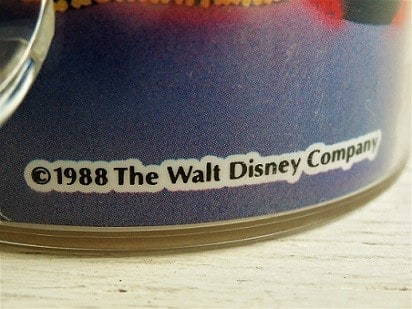 ©1988 The Walt Disney Company